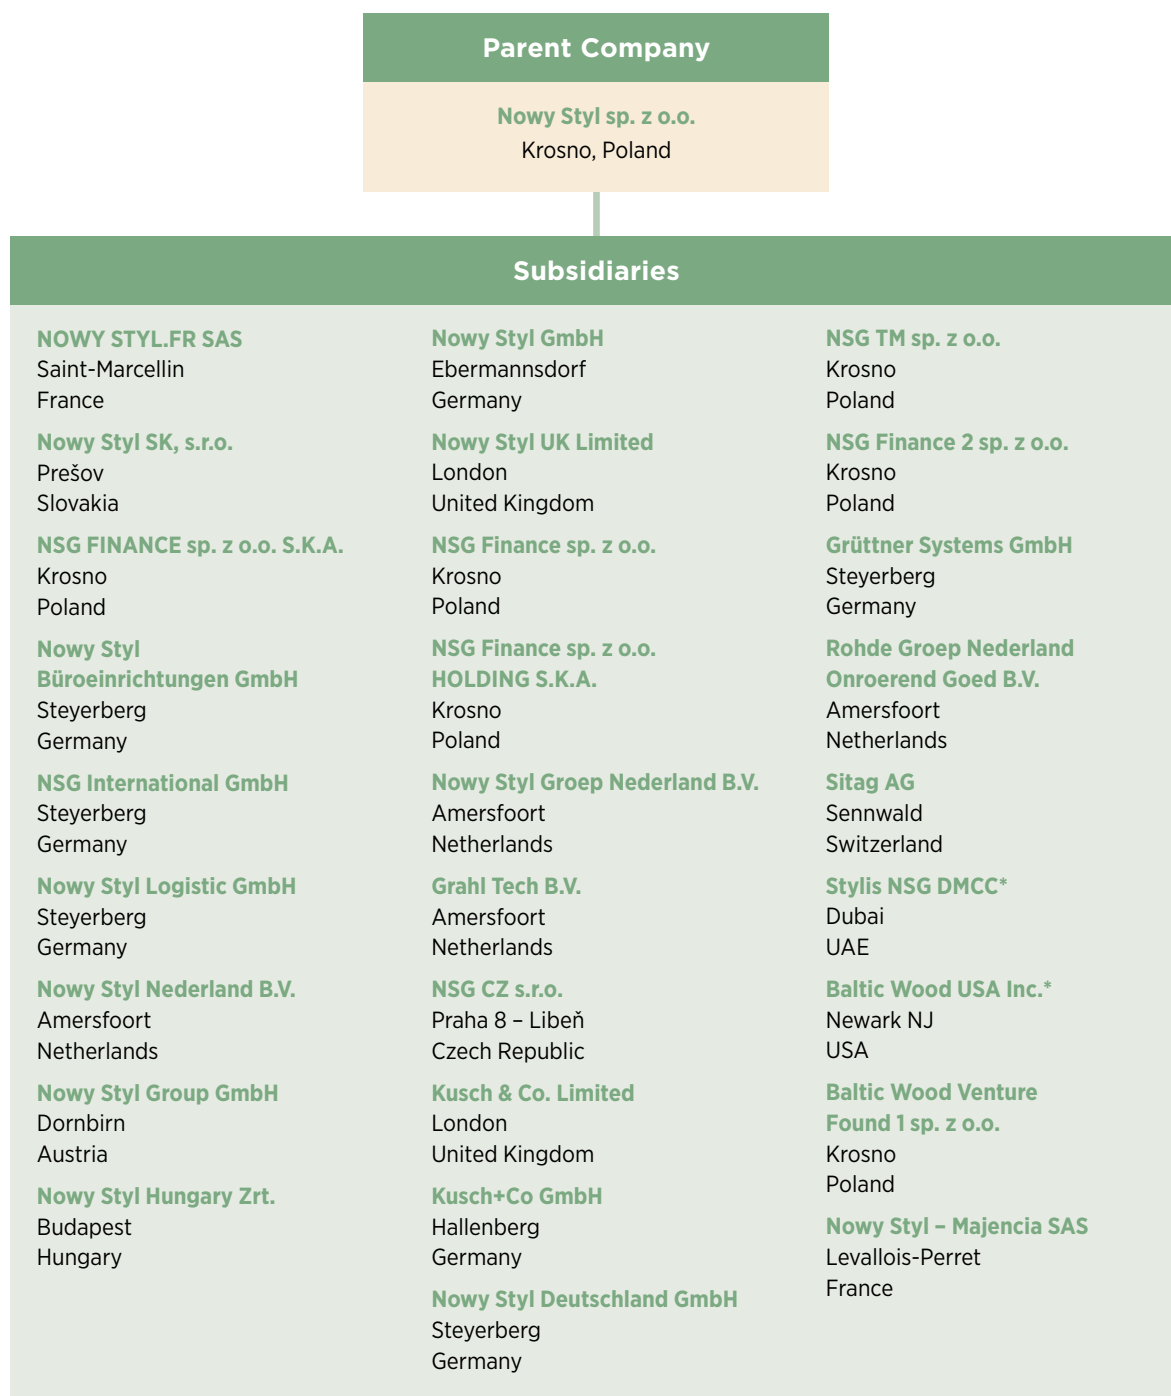 Parent Company
Nowy Styl sp. z o.o.
Krosno, Poland
Subsidiaries
NOWY STYL.FR SAS
Saint-Marcellin
France
Nowy Styl SK, s.r.o.
Prešov
Slovakia
NSG FINANCE sp. z o.o. S.K.A.
Krosno
Poland
Nowy Styl
Büroeinrichtungen GmbH
Steyerberg
Germany
NSG International GmbH
Steyerberg
Germany
Nowy Styl Logistic GmbH
Steyerberg
Germany
Nowy Styl Nederland B.V.
Amersfoort
Netherlands
Nowy Styl Group GmbH
Dornbirn
Austria
Nowy Styl Hungary Zrt.
Budapest
Hungary
Nowy Styl GmbH
Ebermannsdorf
Germany
Nowy Styl UK Limited
London
United Kingdom
NSG Finance sp. z o.o.
Krosno
Poland
NSG Finance sp. z o.o.
HOLDING S.K.A.
Krosno
Poland
Nowy Styl Groep Nederland B.V.
Amersfoort
Netherlands
Grahl Tech B.V.
Amersfoort
Netherlands
NSG CZ s.r.o.
Praha 8 – Libeň
Czech Republic
Kusch & Co. Limited
London
United Kingdom
Kusch+Co GmbH
Hallenberg
Germany
Nowy Styl Deutschland GmbH
Steyerberg
Germany
NSG TM sp. z o.o.
Krosno
Poland
NSG Finance 2 sp. z o.o.
Krosno
Poland
Grüttner Systems GmbH
Steyerberg
Germany
Rohde Groep Nederland
Onroerend Goed B.V.
Amersfoort
Netherlands
Sitag AG
Sennwald
Switzerland
Stylis NSG DMCC*
Dubai
UAE
Baltic Wood USA Inc.*
Newark NJ
USA
Baltic Wood Venture
Found 1 sp. z o.o.
Krosno
Poland
Nowy Styl – Majencia SAS
Levallois-Perret
France